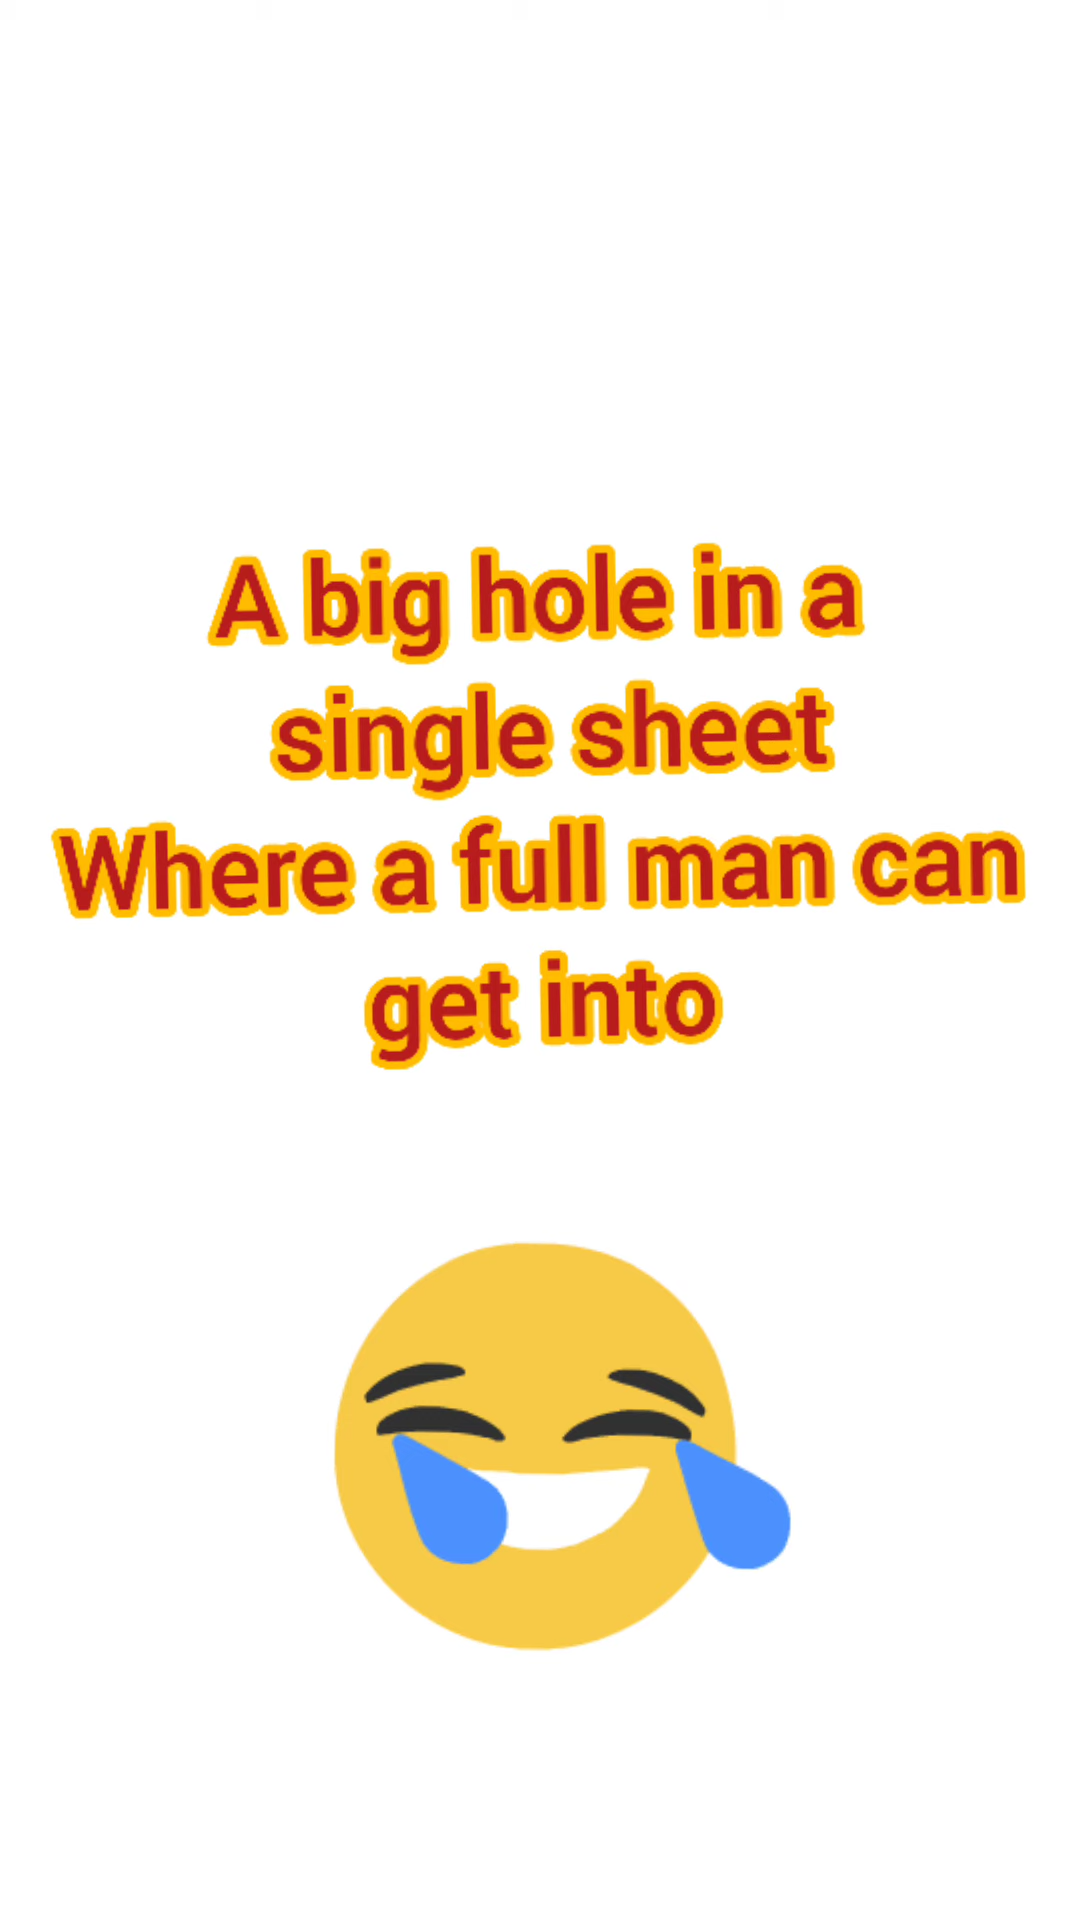 A big hole in a
single sheet
Where a full man can
get into